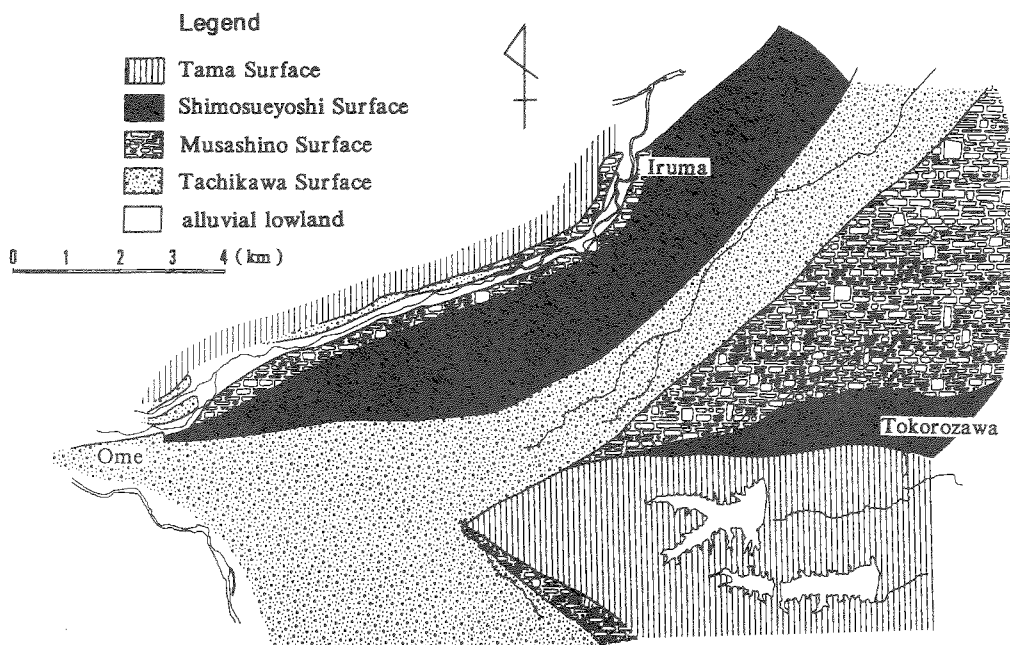 Legend
Tama Surface
Shimosueyoshi Surface
Musashino Surface
Tachikawa Surface
alluvial lowland
0 1 2 3 4 (km)
Iruma
Tokorozawa
Ome